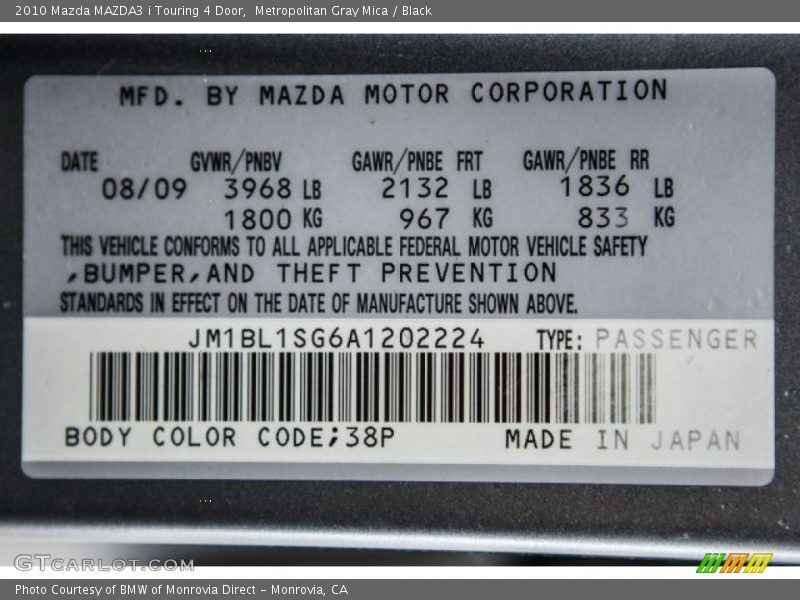 2010 Mazda MAZDA3 i Touring 4 Door,  Metropolitan Gray Mica / Black
MFD. BY MAZDA MOTOR CORPORATION
DATE GVWR/PNBV GAWR/PNBE FRT GAWR/PNBE RR
08/09 3968 LB 2132 LB 1836 LB
1800 KG 967 KG 833 KG
THIS VEHICLE CONFORMS TO ALL APPLICABLE FEDERAL MOTOR VEHICLE SAFETY
,BUMPER,AND THEFT PREVENTION
STANDARDS IN EFFECT ON THE DATE OF MANUFACTURE SHOWN ABOVE.
JM1BL1SG6A1202224 TYPE: PASSENGER
BODY COLOR CODE;38P MADE IN JAPAN
GTCARLOT.COM
Photo Courtesy of BMW of Monrovia Direct – Monrovia, CA